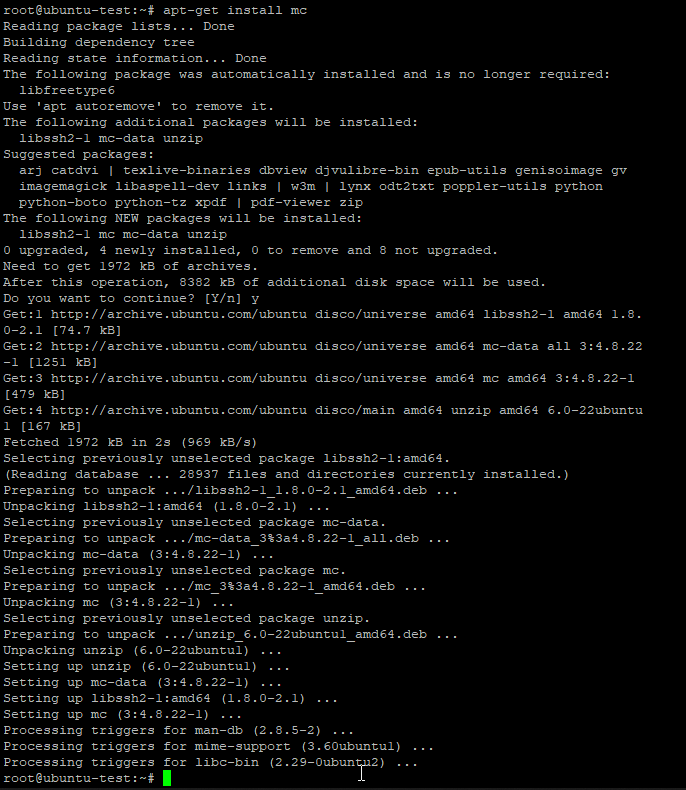 root@ubuntu-test:~# apt-get install mc
Reading package lists... Done
Building dependency tree
Reading state information... Done
The following package was automatically installed and is no longer required:
  libfreetype6
Use 'apt autoremove' to remove it.
The following additional packages will be installed:
  libssh2-1 mc-data unzip
Suggested packages:
  arj catdvi | texlive-binaries dbview djvulibre-bin epub-utils genisoimage gv
  imagemagick libaspell-dev links | w3m | lynx odt2txt poppler-utils python
  python-boto python-tz xpdf | pdf-viewer zip
The following NEW packages will be installed:
  libssh2-1 mc mc-data unzip
0 upgraded, 4 newly installed, 0 to remove and 8 not upgraded.
Need to get 1972 kB of archives.
After this operation, 8382 kB of additional disk space will be used.
Do you want to continue? [Y/n] y
Get:1 http://archive.ubuntu.com/ubuntu disco/universe amd64 libssh2-1 amd64 1.8.
0-2.1 [74.7 kB]
Get:2 http://archive.ubuntu.com/ubuntu disco/universe amd64 mc-data all 3:4.8.22
-1 [1251 kB]
Get:3 http://archive.ubuntu.com/ubuntu disco/universe amd64 mc amd64 3:4.8.22-1
[479 kB]
Get:4 http://archive.ubuntu.com/ubuntu disco/main amd64 unzip amd64 6.0-22ubuntu
1 [167 kB]
Fetched 1972 kB in 2s (969 kB/s)
Selecting previously unselected package libssh2-1:amd64.
(Reading database ... 28937 files and directories currently installed.)
Preparing to unpack .../libssh2-1_1.8.0-2.1_amd64.deb ...
Unpacking libssh2-1:amd64 (1.8.0-2.1) ...
Selecting previously unselected package mc-data.
Preparing to unpack .../mc-data_3%3a4.8.22-1_all.deb ...
Unpacking mc-data (3:4.8.22-1) ...
Selecting previously unselected package mc.
Preparing to unpack .../mc_3%3a4.8.22-1_amd64.deb ...
Unpacking mc (3:4.8.22-1) ...
Selecting previously unselected package unzip.
Preparing to unpack .../unzip_6.0-22ubuntu1_amd64.deb ...
Unpacking unzip (6.0-22ubuntu1) ...
Setting up unzip (6.0-22ubuntu1) ...
Setting up mc-data (3:4.8.22-1) ...
Setting up libssh2-1:amd64 (1.8.0-2.1) ...
Setting up mc (3:4.8.22-1) ...
Processing triggers for man-db (2.8.5-2) ...
Processing triggers for mime-support (3.60ubuntu1) ...
Processing triggers for libc-bin (2.29-0ubuntu2) ...
root@ubuntu-test:~#